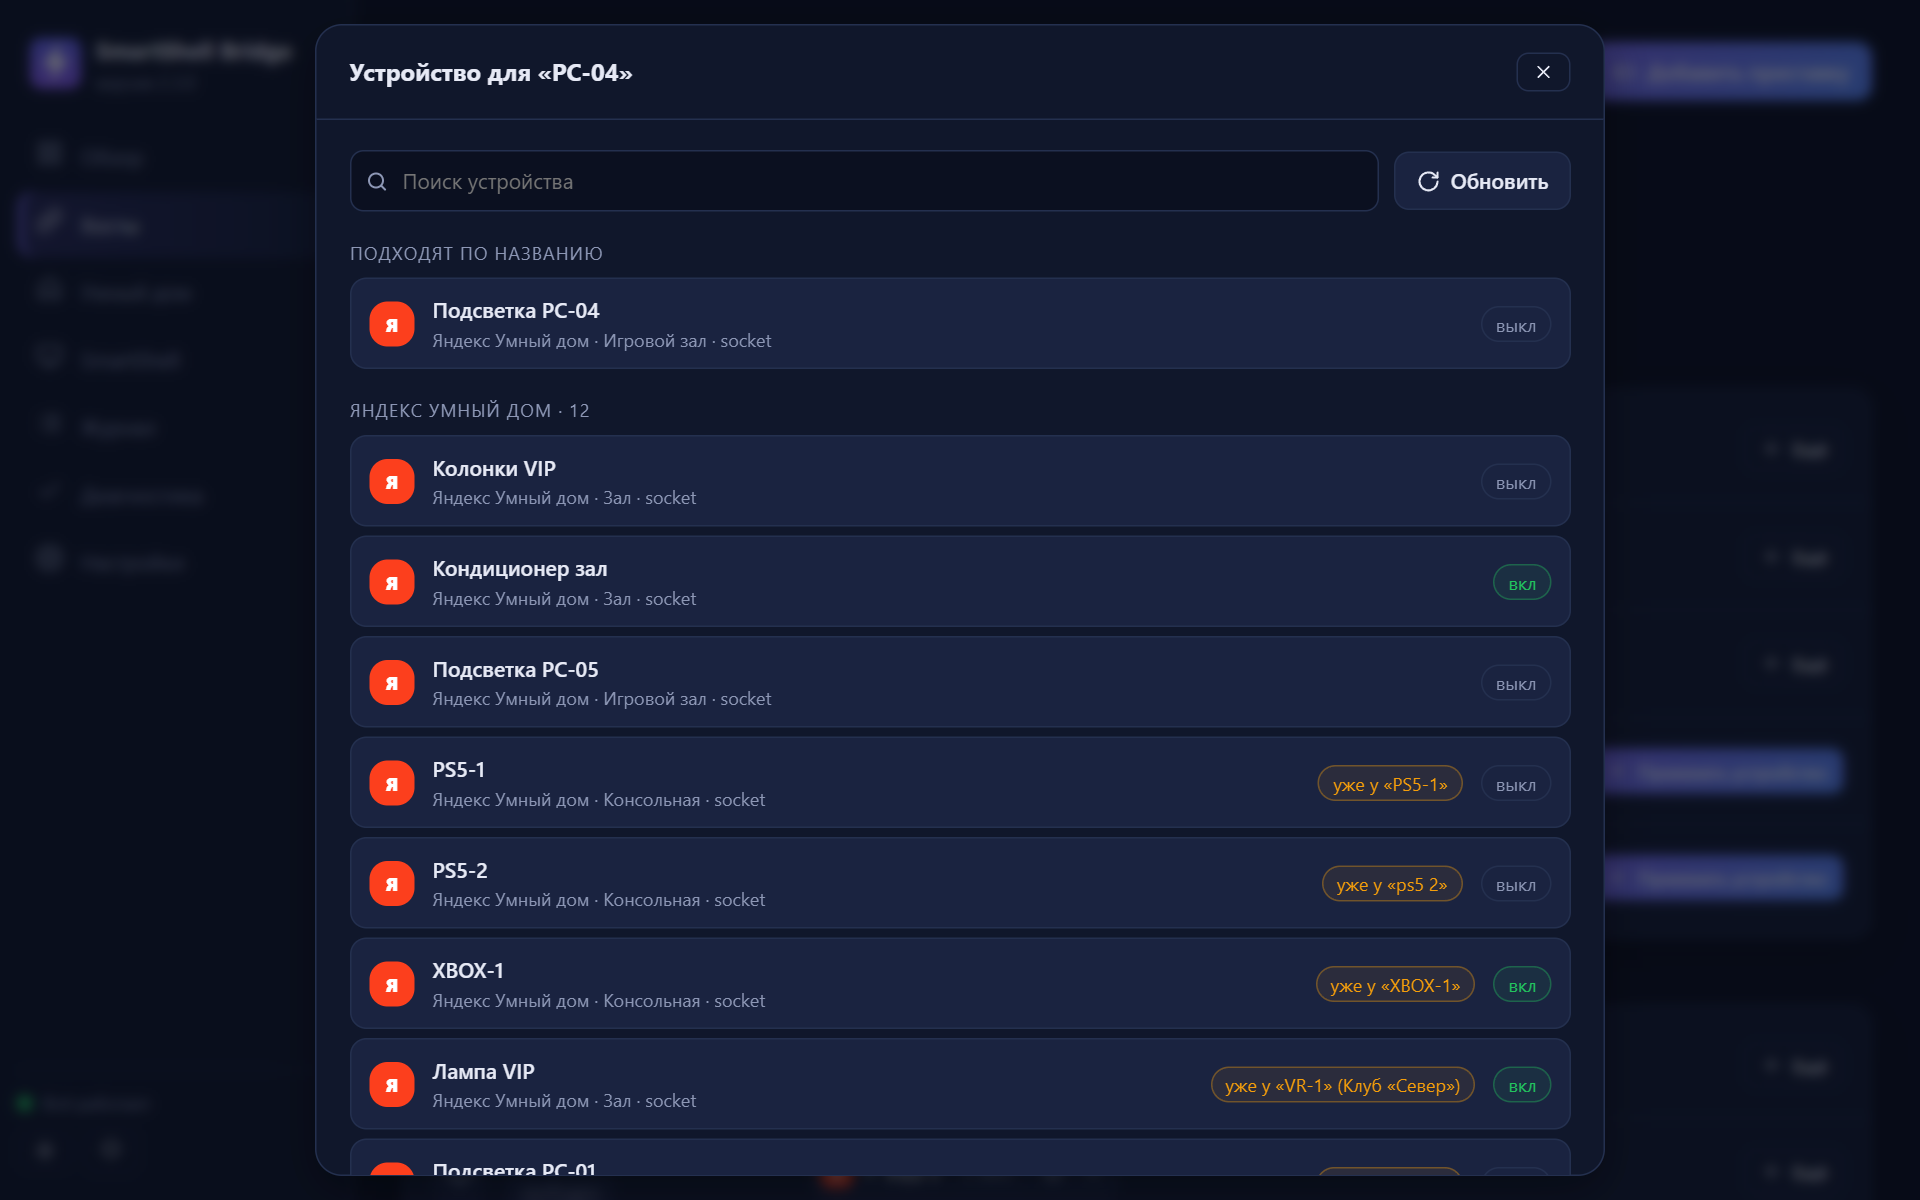 Устройство для «PC-04»
Поиск устройства
Обновить
ПОДХОДЯТ ПО НАЗВАНИЮ
Я
Подсветка PC-04
Яндекс Умный дом · Игровой зал · socket
выкл
ЯНДЕКС УМНЫЙ ДОМ · 12
Я
Колонки VIP
Яндекс Умный дом · Зал · socket
выкл
Я
Кондиционер зал
Яндекс Умный дом · Зал · socket
вкл
Я
Подсветка PC-05
Яндекс Умный дом · Игровой зал · socket
выкл
Я
PS5-1
Яндекс Умный дом · Консольная · socket
уже у «PS5-1»
выкл
Я
PS5-2
Яндекс Умный дом · Консольная · socket
уже у «ps5 2»
выкл
Я
XBOX-1
Яндекс Умный дом · Консольная · socket
уже у «XBOX-1»
вкл
Я
Лампа VIP
Яндекс Умный дом · Зал · socket
уже у «VR-1» (Клуб «Север»)
вкл
Подсветка PC-01